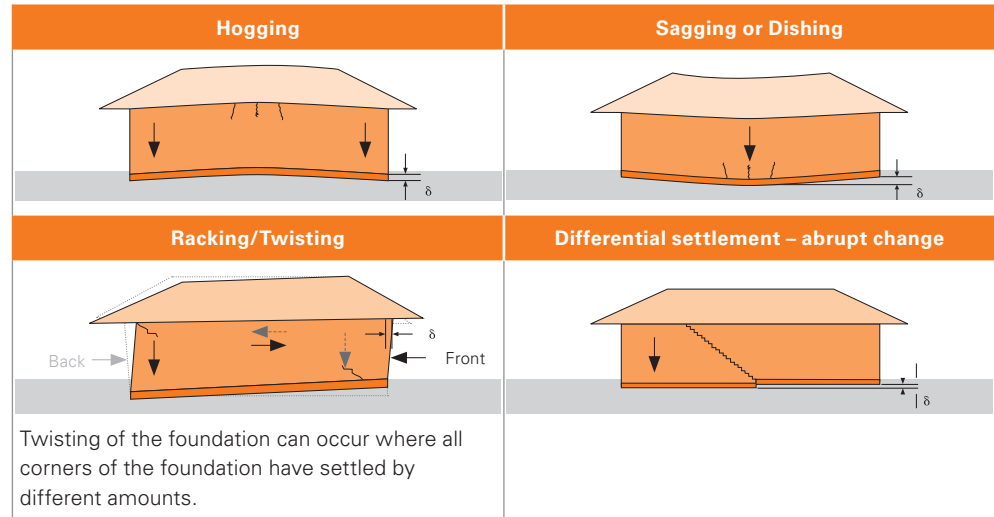 Hogging
Sagging or Dishing
δ
δ
Racking/Twisting
Differential settlement – abrupt change
δ
Back
Front
δ
Twisting of the foundation can occur where all
corners of the foundation have settled by
different amounts.